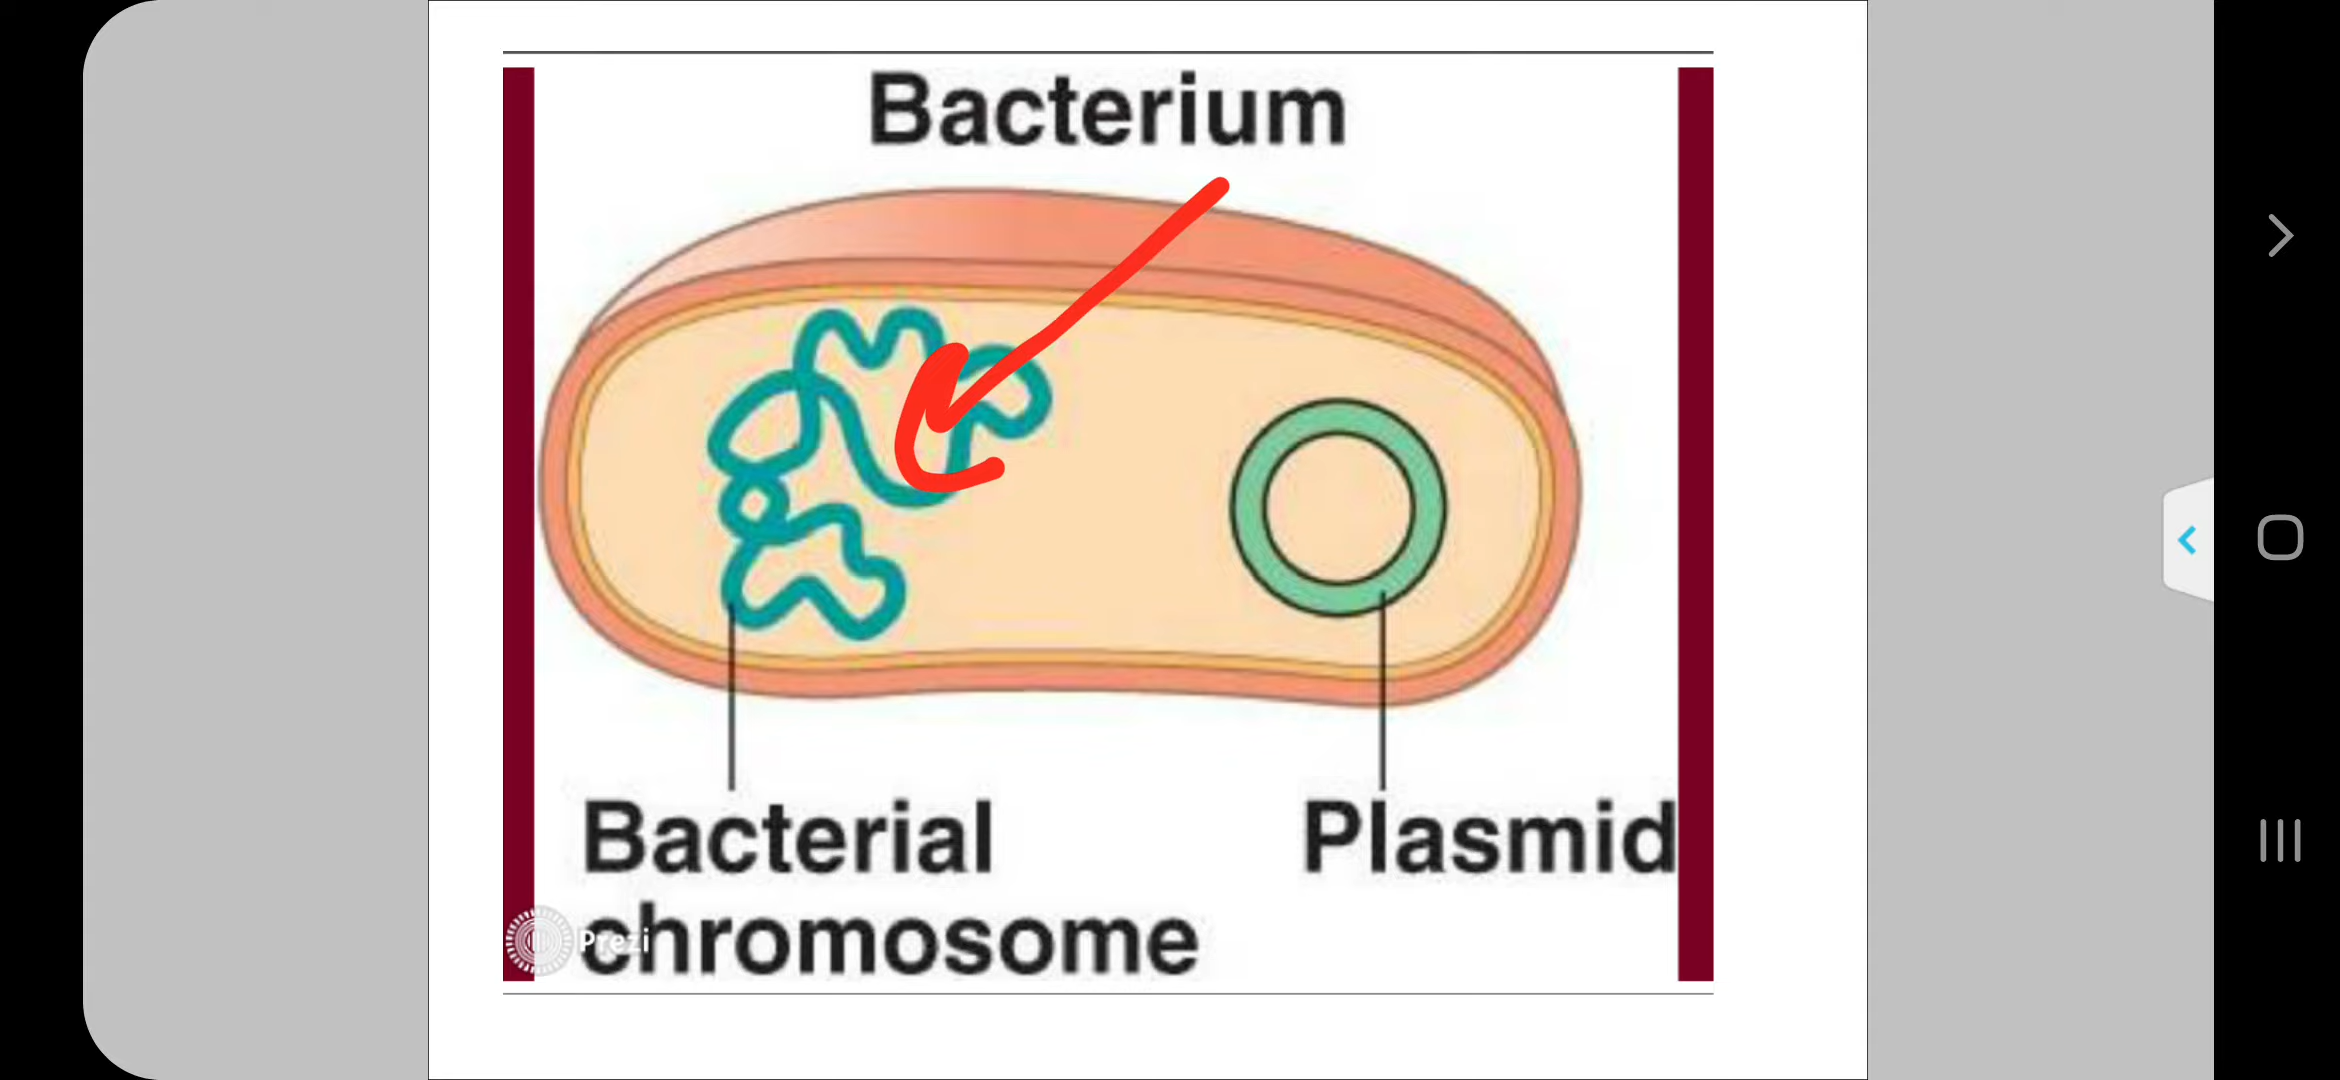 Bacterium
Bacterial
Plasmid
chromosome
Prezi